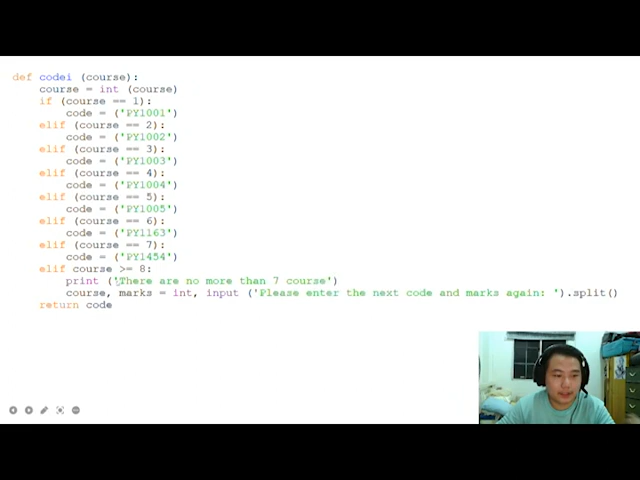 def codei (course):
course = int (course)
if (course == 1):
code = ('PY1001')
elif (course == 2):
code = ('PY1002')
elif (course == 3):
code = ('PY1003')
elif (course == 4):
code = ('PY1004')
elif (course == 5):
code = ('PY1005')
elif (course == 6):
code = ('PY1163')
elif (course == 7):
code = ('PY1454')
elif course >= 8:
print ('There are no more than 7 course')
course, marks = int, input ('Please enter the next code and marks again: ').split()
return code